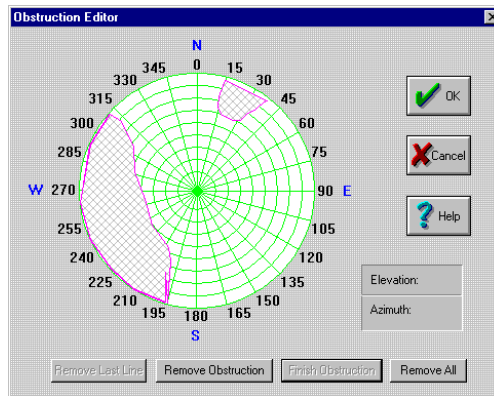 Obstruction Editor
N
345 0 15
330 30
315 45
300 60
285 75
W 270 90 E
255 105
240 120
225 135
210 150
195 180 165
S
OK
Cancel
Help
Elevation:
Azimuth:
Remove Last Line Remove Obstruction Finish Obstruction Remove All